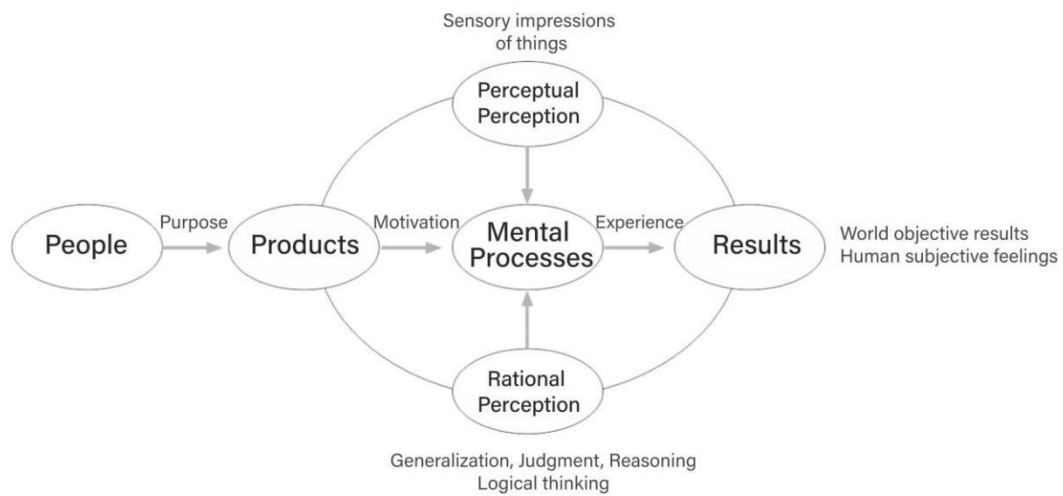 Sensory impressions
of things
Perceptual
Perception
People
Purpose
Products
Motivation
Mental
Processes
Experience
Results
World objective results
Human subjective feelings
Rational
Perception
Generalization, Judgment, Reasoning
Logical thinking